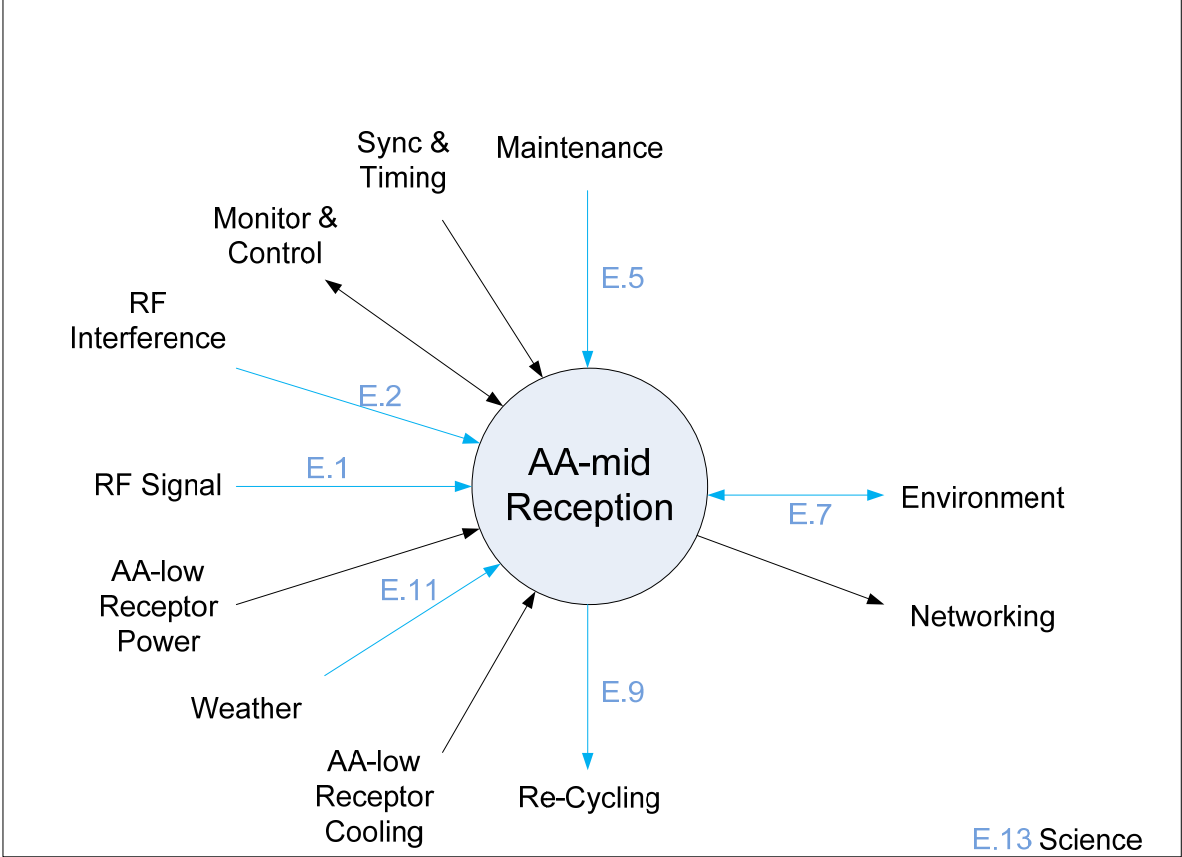 Sync &
Timing
Maintenance
Monitor &
Control
E.5
RF
Interference
E.2
RF Signal
E.1
AA-mid
Reception
Environment
E.7
AA-low
Receptor
Power
E.11
Networking
Weather
E.9
AA-low
Receptor
Cooling
Re-Cycling
E.13 Science